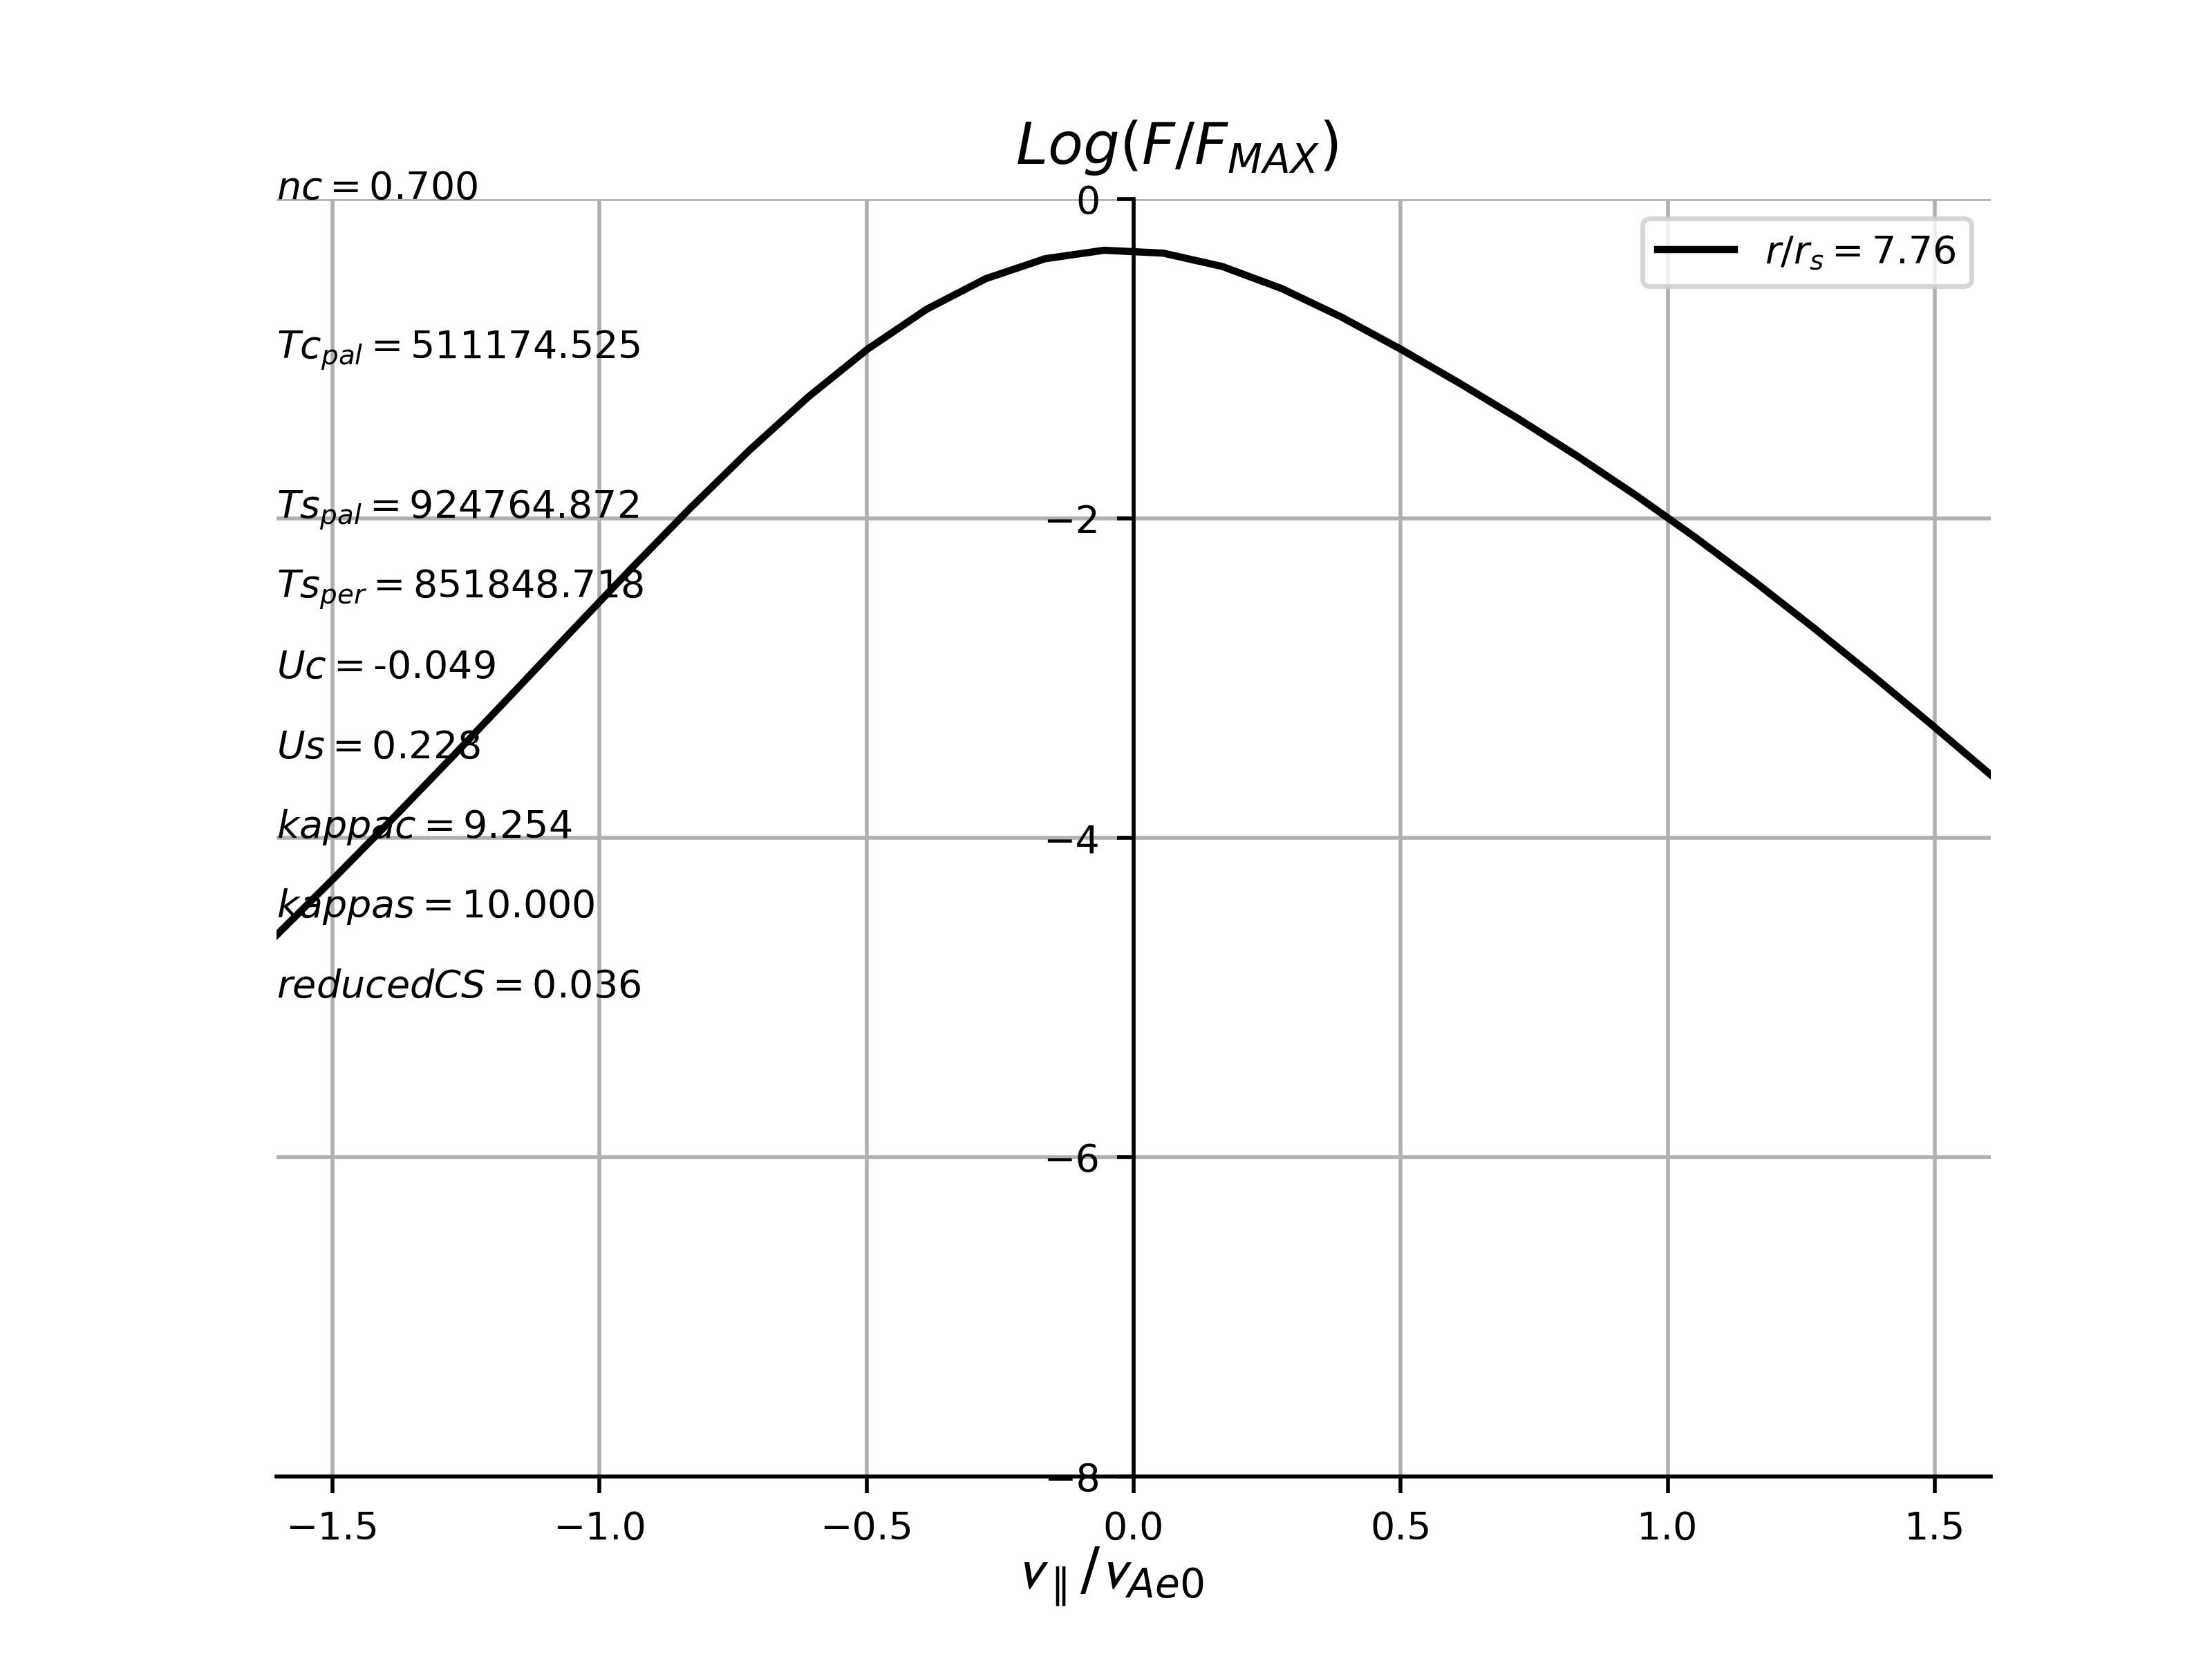 Log(F/F_MAX)
nc = 0.700
0
r/r_s = 7.76
Tc_pal = 511174.525
Ts_pal = 924764.872
−2
Ts_per = 851848.718
Uc = -0.049
Us = 0.228
kappac = 9.254
−4
kappas = 10.000
reducedCS = 0.036
−6
−8
−1.5 −1.0 −0.5 0.0 0.5 1.0 1.5
v_∥/v_Ae0